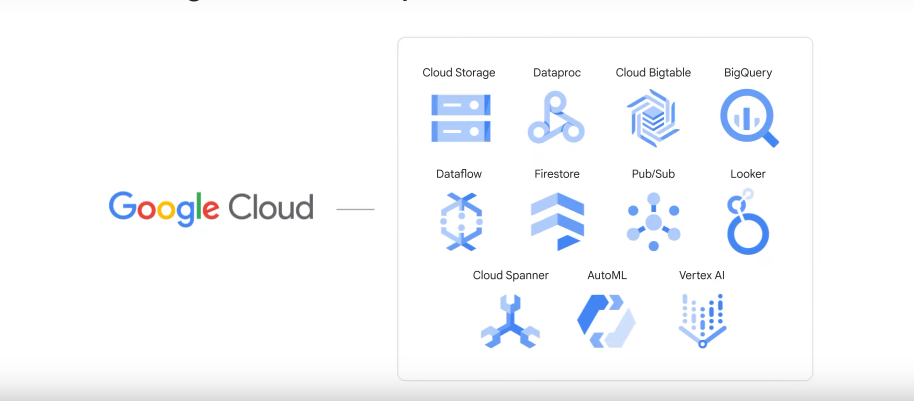 Cloud Storage Dataproc Cloud Bigtable BigQuery
Dataflow Firestore Pub/Sub Looker
Google Cloud
Cloud Spanner AutoML Vertex AI